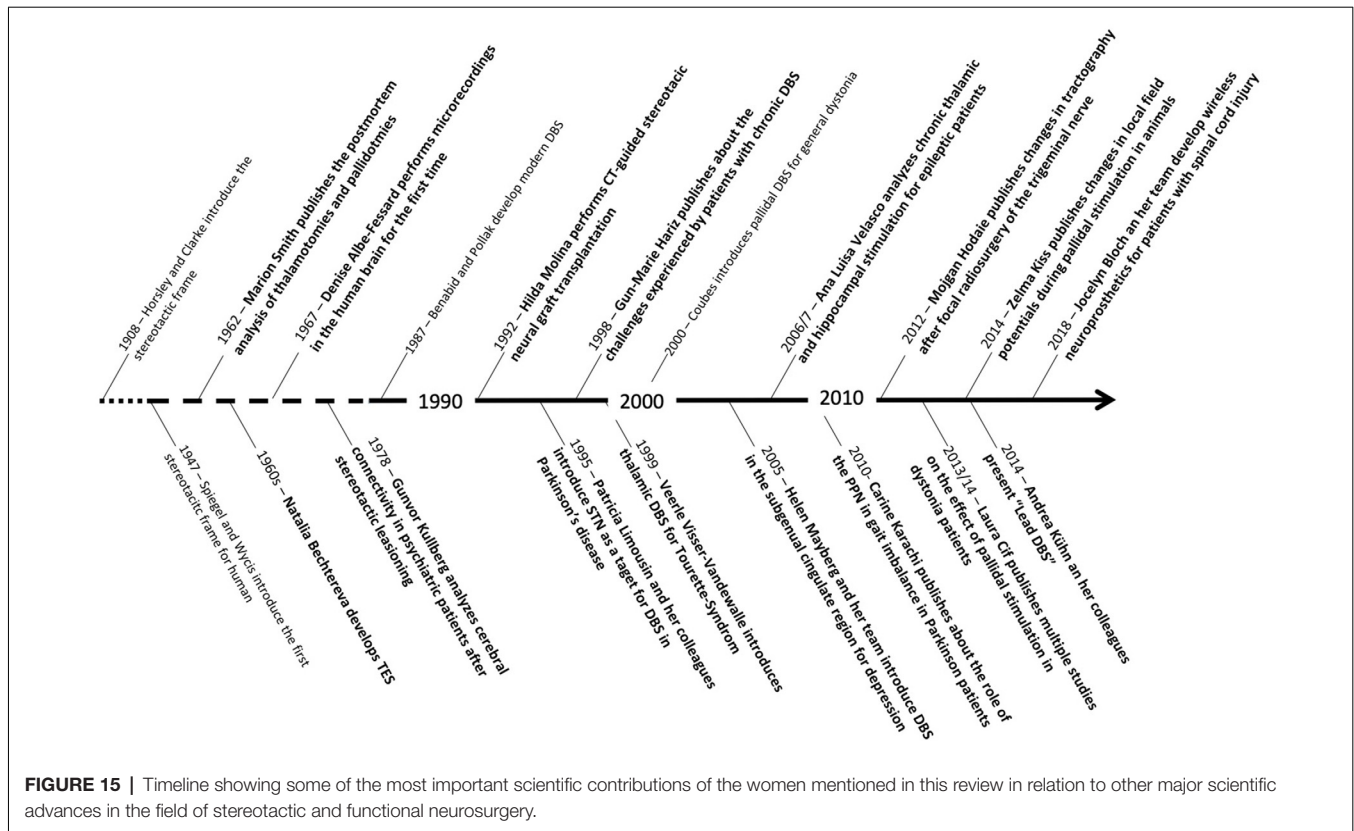 1908 – Horsley and Clarke introduce the
stereotactic frame
1962 – Marion Smith publishes the postmortem
analysis of thalamotomies and pallidotmies
1967 – Denise Albe-Fessard performs microrecordings
in the human brain for the first time
1987 – Benabid and Pollak develop modern DBS
1992 – Hilda Molina performs CT-guided stereotacic
neural graft transplantation
1998 – Gun-Marie Hariz publishes about the
challenges experienced by patients with chronic DBS
2000 – Coubes introduces pallidal DBS for general dystonia
2006/7 – Ana Luisa Velasco analyzes chronic thalamic
and hippocampal stimulation for epileptic patients
2012 – Mojgan Hodaie publishes changes in tractography
after focal radiosurgery of the trigeminal nerve
2014 – Zelma Kiss publishes changes in local field
potentials during pallidal stimulation in animals
2018 – Jocelyn Bloch an her team develop wireless
neuroprosthetics for patients with spinal cord injury
1990
2000
2010
1947 – Spiegel and Wycis introduce the first
stereotacitc frame for human
1960s – Natalia Bechtereva develops TES
1978 – Gunvor Kullberg analyzes cerebral
connectivity in psychiatric patients after
stereotactic leasioning
1995 – Patricia Limousin and her colleagues
introduce STN as a taget for DBS in
Parkinson's disease
1999 – Veerle Visser-Vandewalle introduces
thalamic DBS for Tourette-Syndrom
2005 – Helen Mayberg and her team introduce DBS
in the subgenual cingulate region for depression
2010- Carine Karachi publishes about the role of
the PPN in gait imbalance in Parkinson patients
2013/14 – Laura Cif publishes multiple studies
on the effect of pallidal stimulation in
dystonia patients
2014 – Andrea Kühn an her colleagues
present "Lead DBS"
FIGURE 15 | Timeline showing some of the most important scientific contributions of the women mentioned in this review in relation to other major scientific
advances in the field of stereotactic and functional neurosurgery.